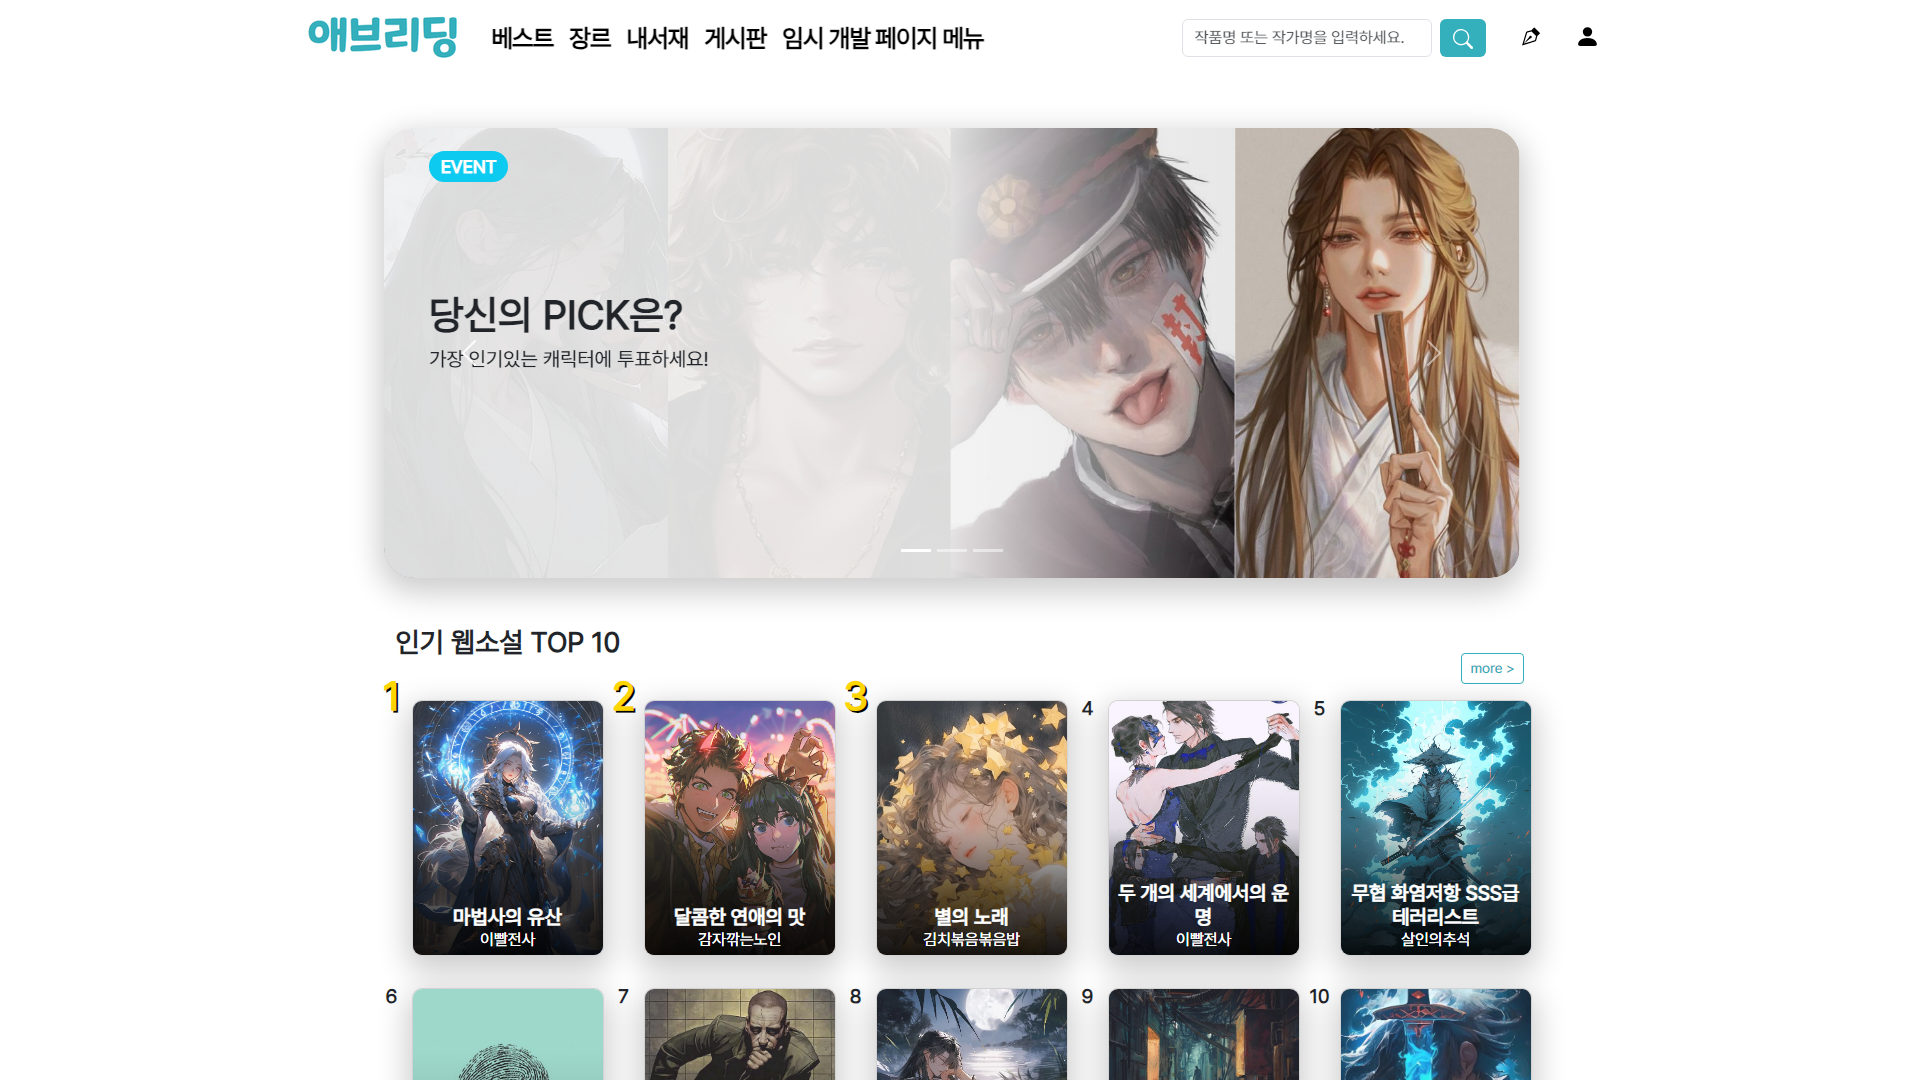 애브리딩
베스트 장르 내서재 게시판 임시 개발 페이지 메뉴
작품명 또는 작가명을 입력하세요.
EVENT
당신의 PICK은?
가장 인기있는 캐릭터에 투표하세요!
封
인기 웹소설 TOP 10
more >
1
마법사의 유산
이빨전사
2
달콤한 연애의 맛
감자깎는노인
3
별의 노래
김치볶음볶음밥
4
두 개의 세계에서의 운
명
이빨전사
5
무협 화염저항 SSS급
테러리스트
살인의추석
6
7
8
9
10